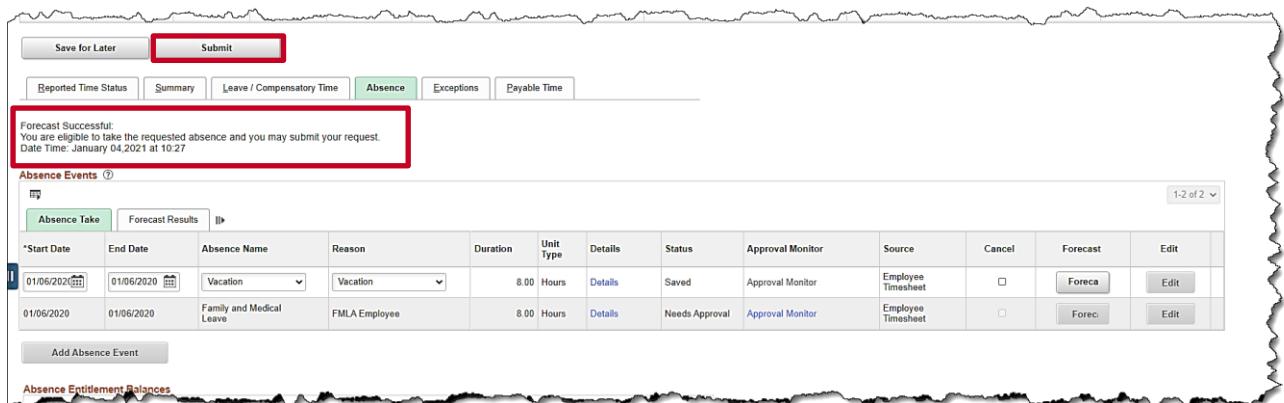 Save for Later Submit
Reported Time Status Summary Leave / Compensatory Time Absence Exceptions Payable Time
Forecast Successful:
You are eligible to take the requested absence and you may submit your request.
Date Time: January 04,2021 at 10:27
Absence Events ?
1-2 of 2
Absence Take Forecast Results
*Start Date End Date Absence Name Reason Duration Unit Type Details Status Approval Monitor Source Cancel Forecast Edit
01/06/2020 01/06/2020 Vacation Vacation 8.00 Hours Details Saved Approval Monitor Employee Timesheet Foreca Edit
01/06/2020 01/06/2020 Family and Medical Leave FMLA Employee 8.00 Hours Details Needs Approval Approval Monitor Employee Timesheet Forec Edit
Add Absence Event
Absence Entitlement Balances